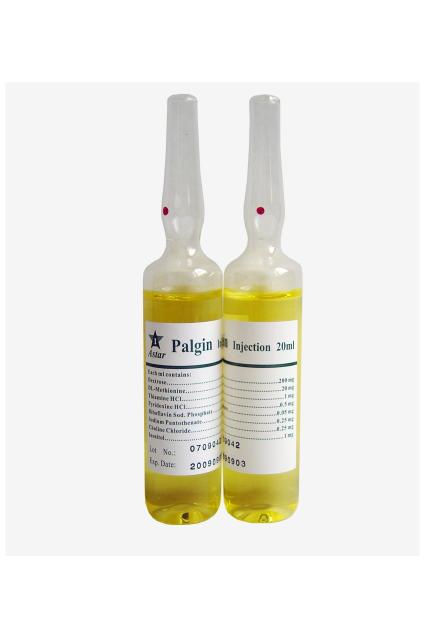 Astar
Palgin Injection 20ml
Each ml contains:
Dextrose....................200 mg
DL-Methionine....................20 mg
Thiamine HCl....................1 mg
Pyridoxine HCl....................0.5 mg
Riboflavin Sod. Phosphate....................0.05 mg
Sodium Pantothenate....................0.25 mg
Choline Chloride....................0.25 mg
Inositol....................1 mg
Lot No.: 0709042
Exp. Date: 20090903